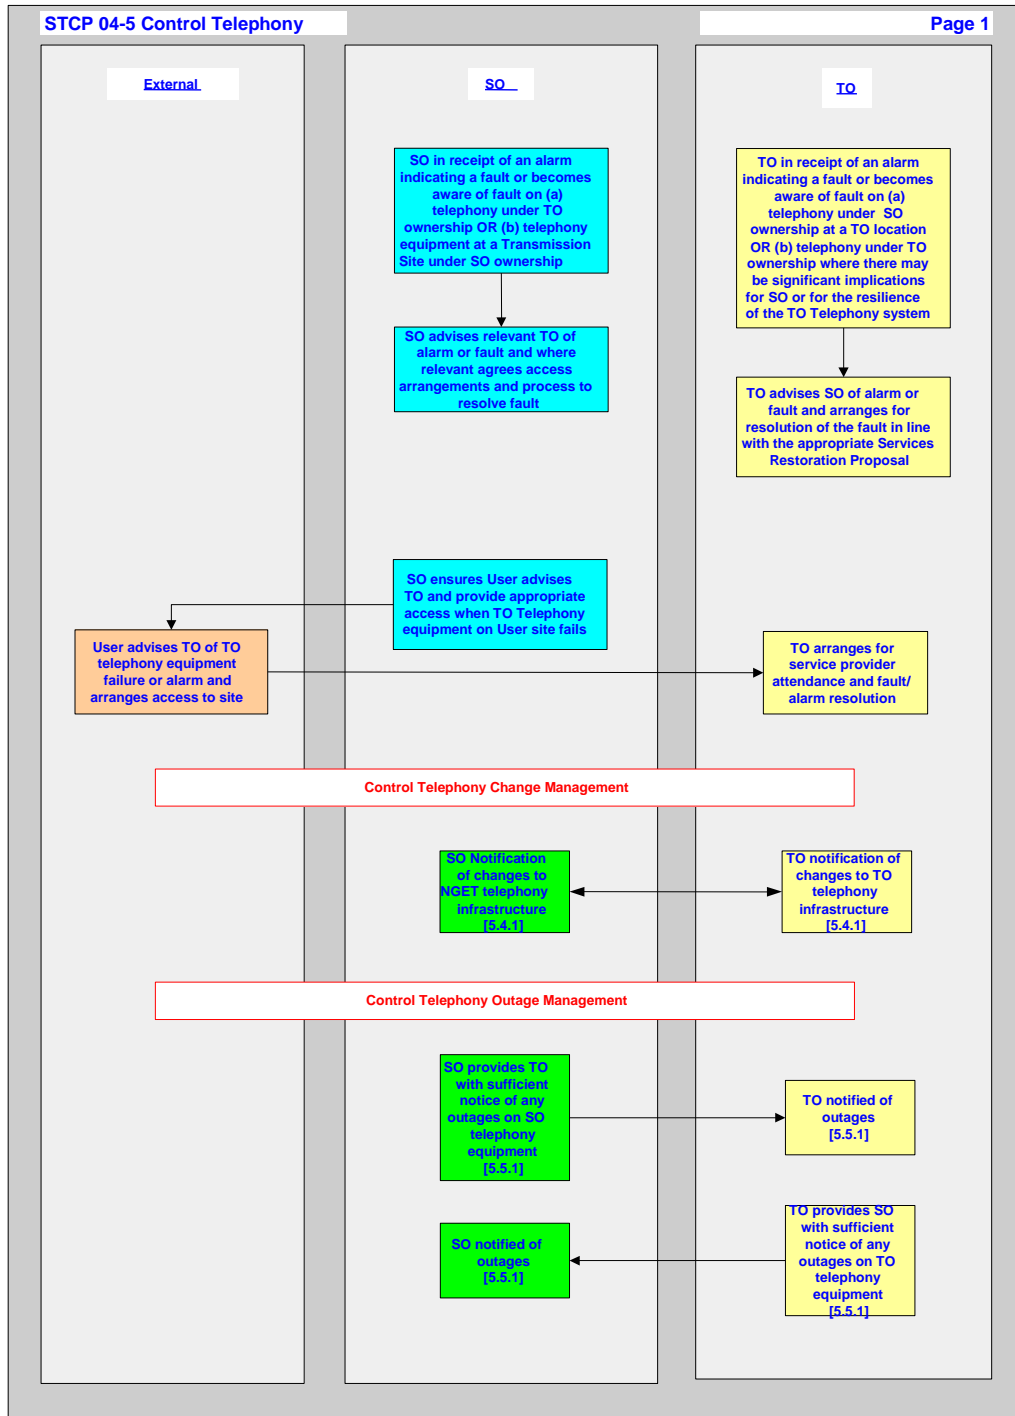 STCP 04-5 Control Telephony
Page 1
External
SO
TO
SO in receipt of an alarm
indicating a fault or becomes
aware of fault on (a)
telephony under TO
ownership OR (b) telephony
equipment at a Transmission
Site under SO ownership
TO in receipt of an alarm
indicating a fault or becomes
aware of fault on (a)
telephony under SO
ownership at a TO location
OR (b) telephony under TO
ownership where there may
be significant implications
for SO or for the resilience
of the TO Telephony system
SO advises relevant TO of
alarm or fault and where
relevant agrees access
arrangements and process to
resolve fault
TO advises SO of alarm or
fault and arranges for
resolution of the fault in line
with the appropriate Services
Restoration Proposal
SO ensures User advises
TO and provide appropriate
access when TO Telephony
equipment on User site fails
User advises TO of TO
telephony equipment
failure or alarm and
arranges access to site
TO arranges for
service provider
attendance and fault/
alarm resolution
Control Telephony Change Management
SO Notification
of changes to
NGET telephony
infrastructure
[5.4.1]
TO notification of
changes to TO
telephony
infrastructure
[5.4.1]
Control Telephony Outage Management
SO provides TO
with sufficient
notice of any
outages on SO
telephony
equipment
[5.5.1]
TO notified of
outages
[5.5.1]
SO notified of
outages
[5.5.1]
TO provides SO
with sufficient
notice of any
outages on TO
telephony
equipment
[5.5.1]